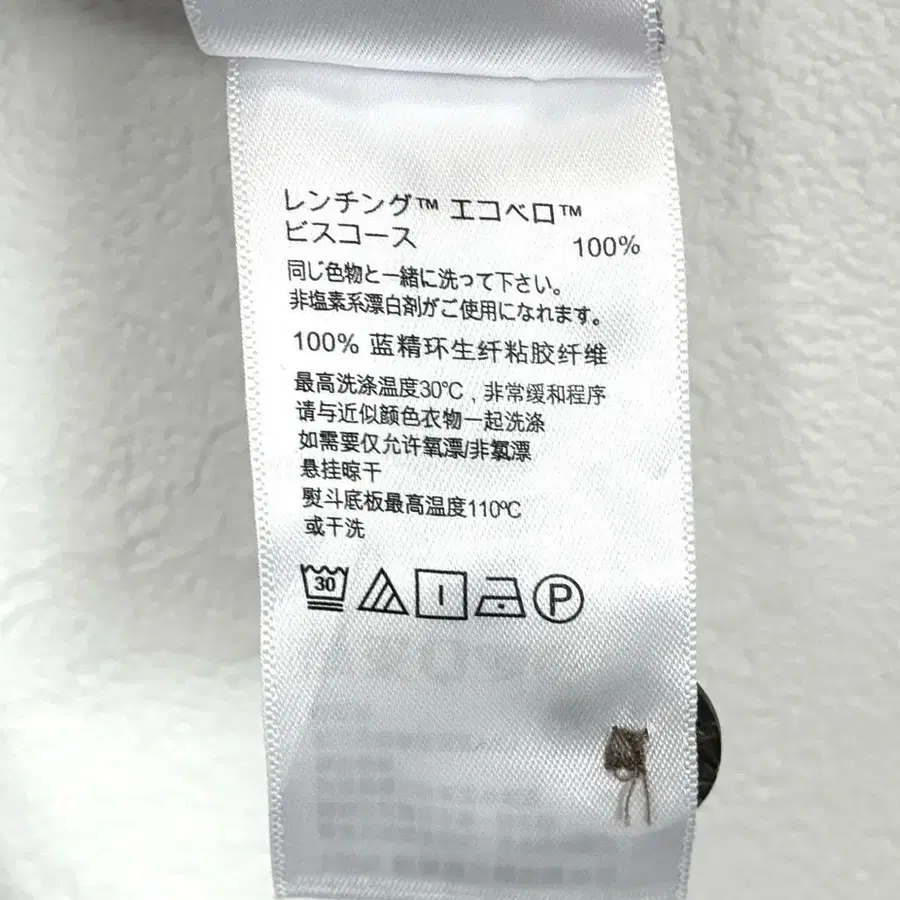 レンチング™ エコベロ™
ビスコース 100%
同じ色物と一緒に洗って下さい。
非塩素系漂白剤がご使用になれます。
100% 蓝精环生纤粘胶纤维
最高洗涤温度30℃，非常缓和程序
请与近似颜色衣物一起洗涤
如需要仅允许氧漂/非氯漂
悬挂晾干
熨斗底板最高温度110ºC
或干洗
30
P